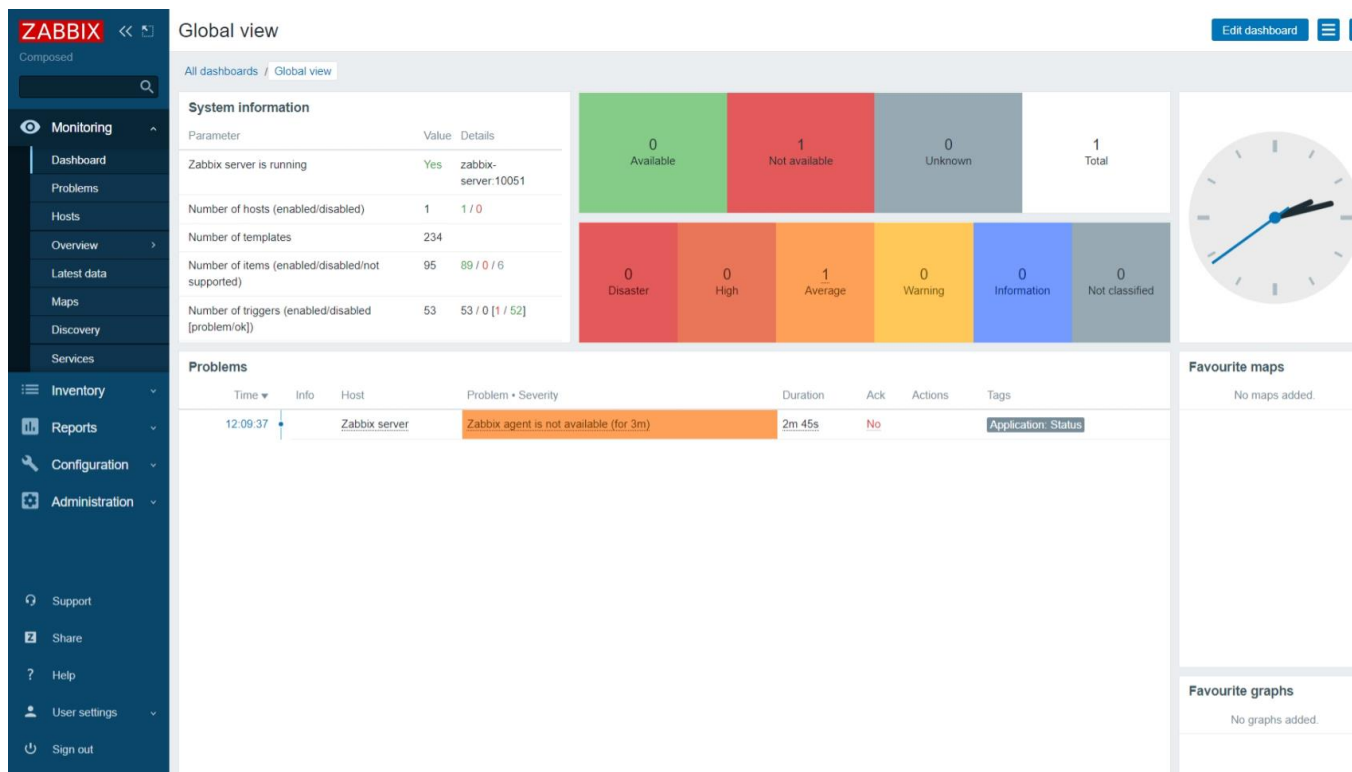 ZABBIX
Composed
Monitoring
Dashboard
Problems
Hosts
Overview
Latest data
Maps
Discovery
Services
Inventory
Reports
Configuration
Administration
Support
Z Share
? Help
User settings
Sign out
Global view
Edit dashboard
All dashboards / Global view
System information
Parameter Value Details
Zabbix server is running Yes zabbix-
server:10051
Number of hosts (enabled/disabled) 1 1 / 0
Number of templates 234
Number of items (enabled/disabled/not 95 89 / 0 / 6
supported)
Number of triggers (enabled/disabled 53 53 / 0 [1 / 52]
[problem/ok])
0 1 0 1
Available Not available Unknown Total
0 0 1 0 0 0
Disaster High Average Warning Information Not classified
Problems
Time Info Host Problem • Severity Duration Ack Actions Tags
12:09:37 Zabbix server Zabbix agent is not available (for 3m) 2m 45s No Application: Status
Favourite maps
No maps added.
Favourite graphs
No graphs added.